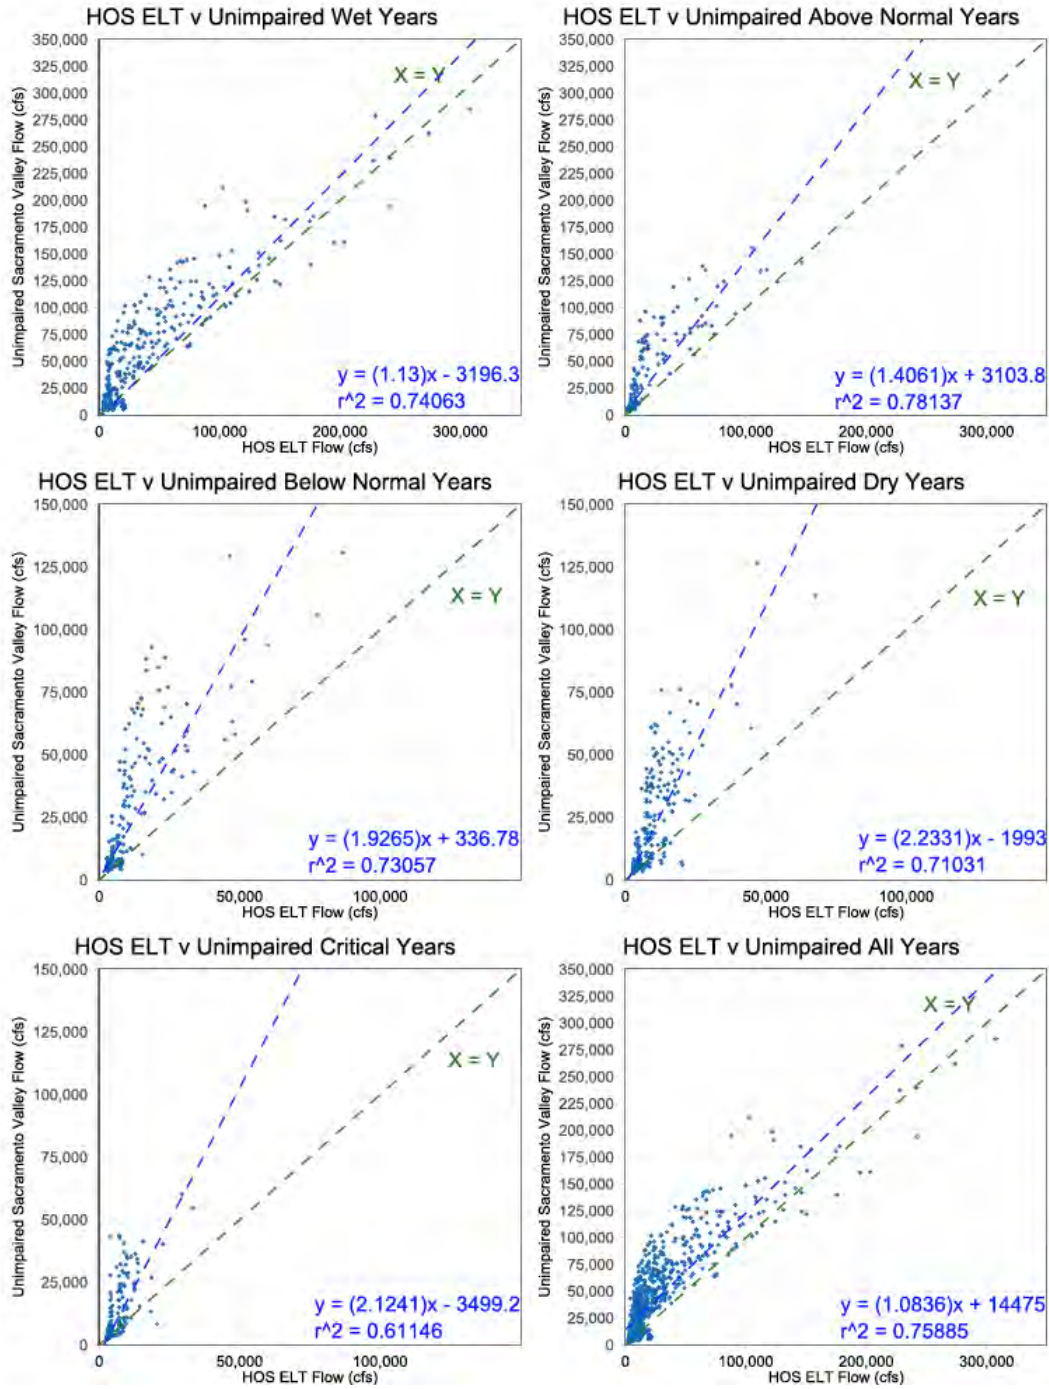 HOS ELT v Unimpaired Wet Years
Unimpaired Sacramento Valley Flow (cfs)
350,000
325,000
300,000
275,000
250,000
225,000
200,000
175,000
150,000
125,000
100,000
75,000
50,000
25,000
0
X = Y
y = (1.13)x - 3196.3
r^2 = 0.74063
0 100,000 200,000 300,000
HOS ELT Flow (cfs)
HOS ELT v Unimpaired Above Normal Years
Unimpaired Sacramento Valley Flow (cfs)
350,000
325,000
300,000
275,000
250,000
225,000
200,000
175,000
150,000
125,000
100,000
75,000
50,000
25,000
0
X = Y
y = (1.4061)x + 3103.8
r^2 = 0.78137
0 100,000 200,000 300,000
HOS ELT Flow (cfs)
HOS ELT v Unimpaired Below Normal Years
Unimpaired Sacramento Valley Flow (cfs)
150,000
125,000
100,000
75,000
50,000
25,000
0
X = Y
y = (1.9265)x + 336.78
r^2 = 0.73057
0 50,000 100,000
HOS ELT Flow (cfs)
HOS ELT v Unimpaired Dry Years
Unimpaired Sacramento Valley Flow (cfs)
150,000
125,000
100,000
75,000
50,000
25,000
0
X = Y
y = (2.2331)x - 1993
r^2 = 0.71031
0 50,000 100,000
HOS ELT Flow (cfs)
HOS ELT v Unimpaired Critical Years
Unimpaired Sacramento Valley Flow (cfs)
150,000
125,000
100,000
75,000
50,000
25,000
0
X = Y
y = (2.1241)x - 3499.2
r^2 = 0.61146
0 50,000 100,000
HOS ELT Flow (cfs)
HOS ELT v Unimpaired All Years
Unimpaired Sacramento Valley Flow (cfs)
350,000
325,000
300,000
275,000
250,000
225,000
200,000
175,000
150,000
125,000
100,000
75,000
50,000
25,000
0
X = Y
y = (1.0836)x + 14475
r^2 = 0.75885
0 100,000 200,000 300,000
HOS ELT Flow (cfs)